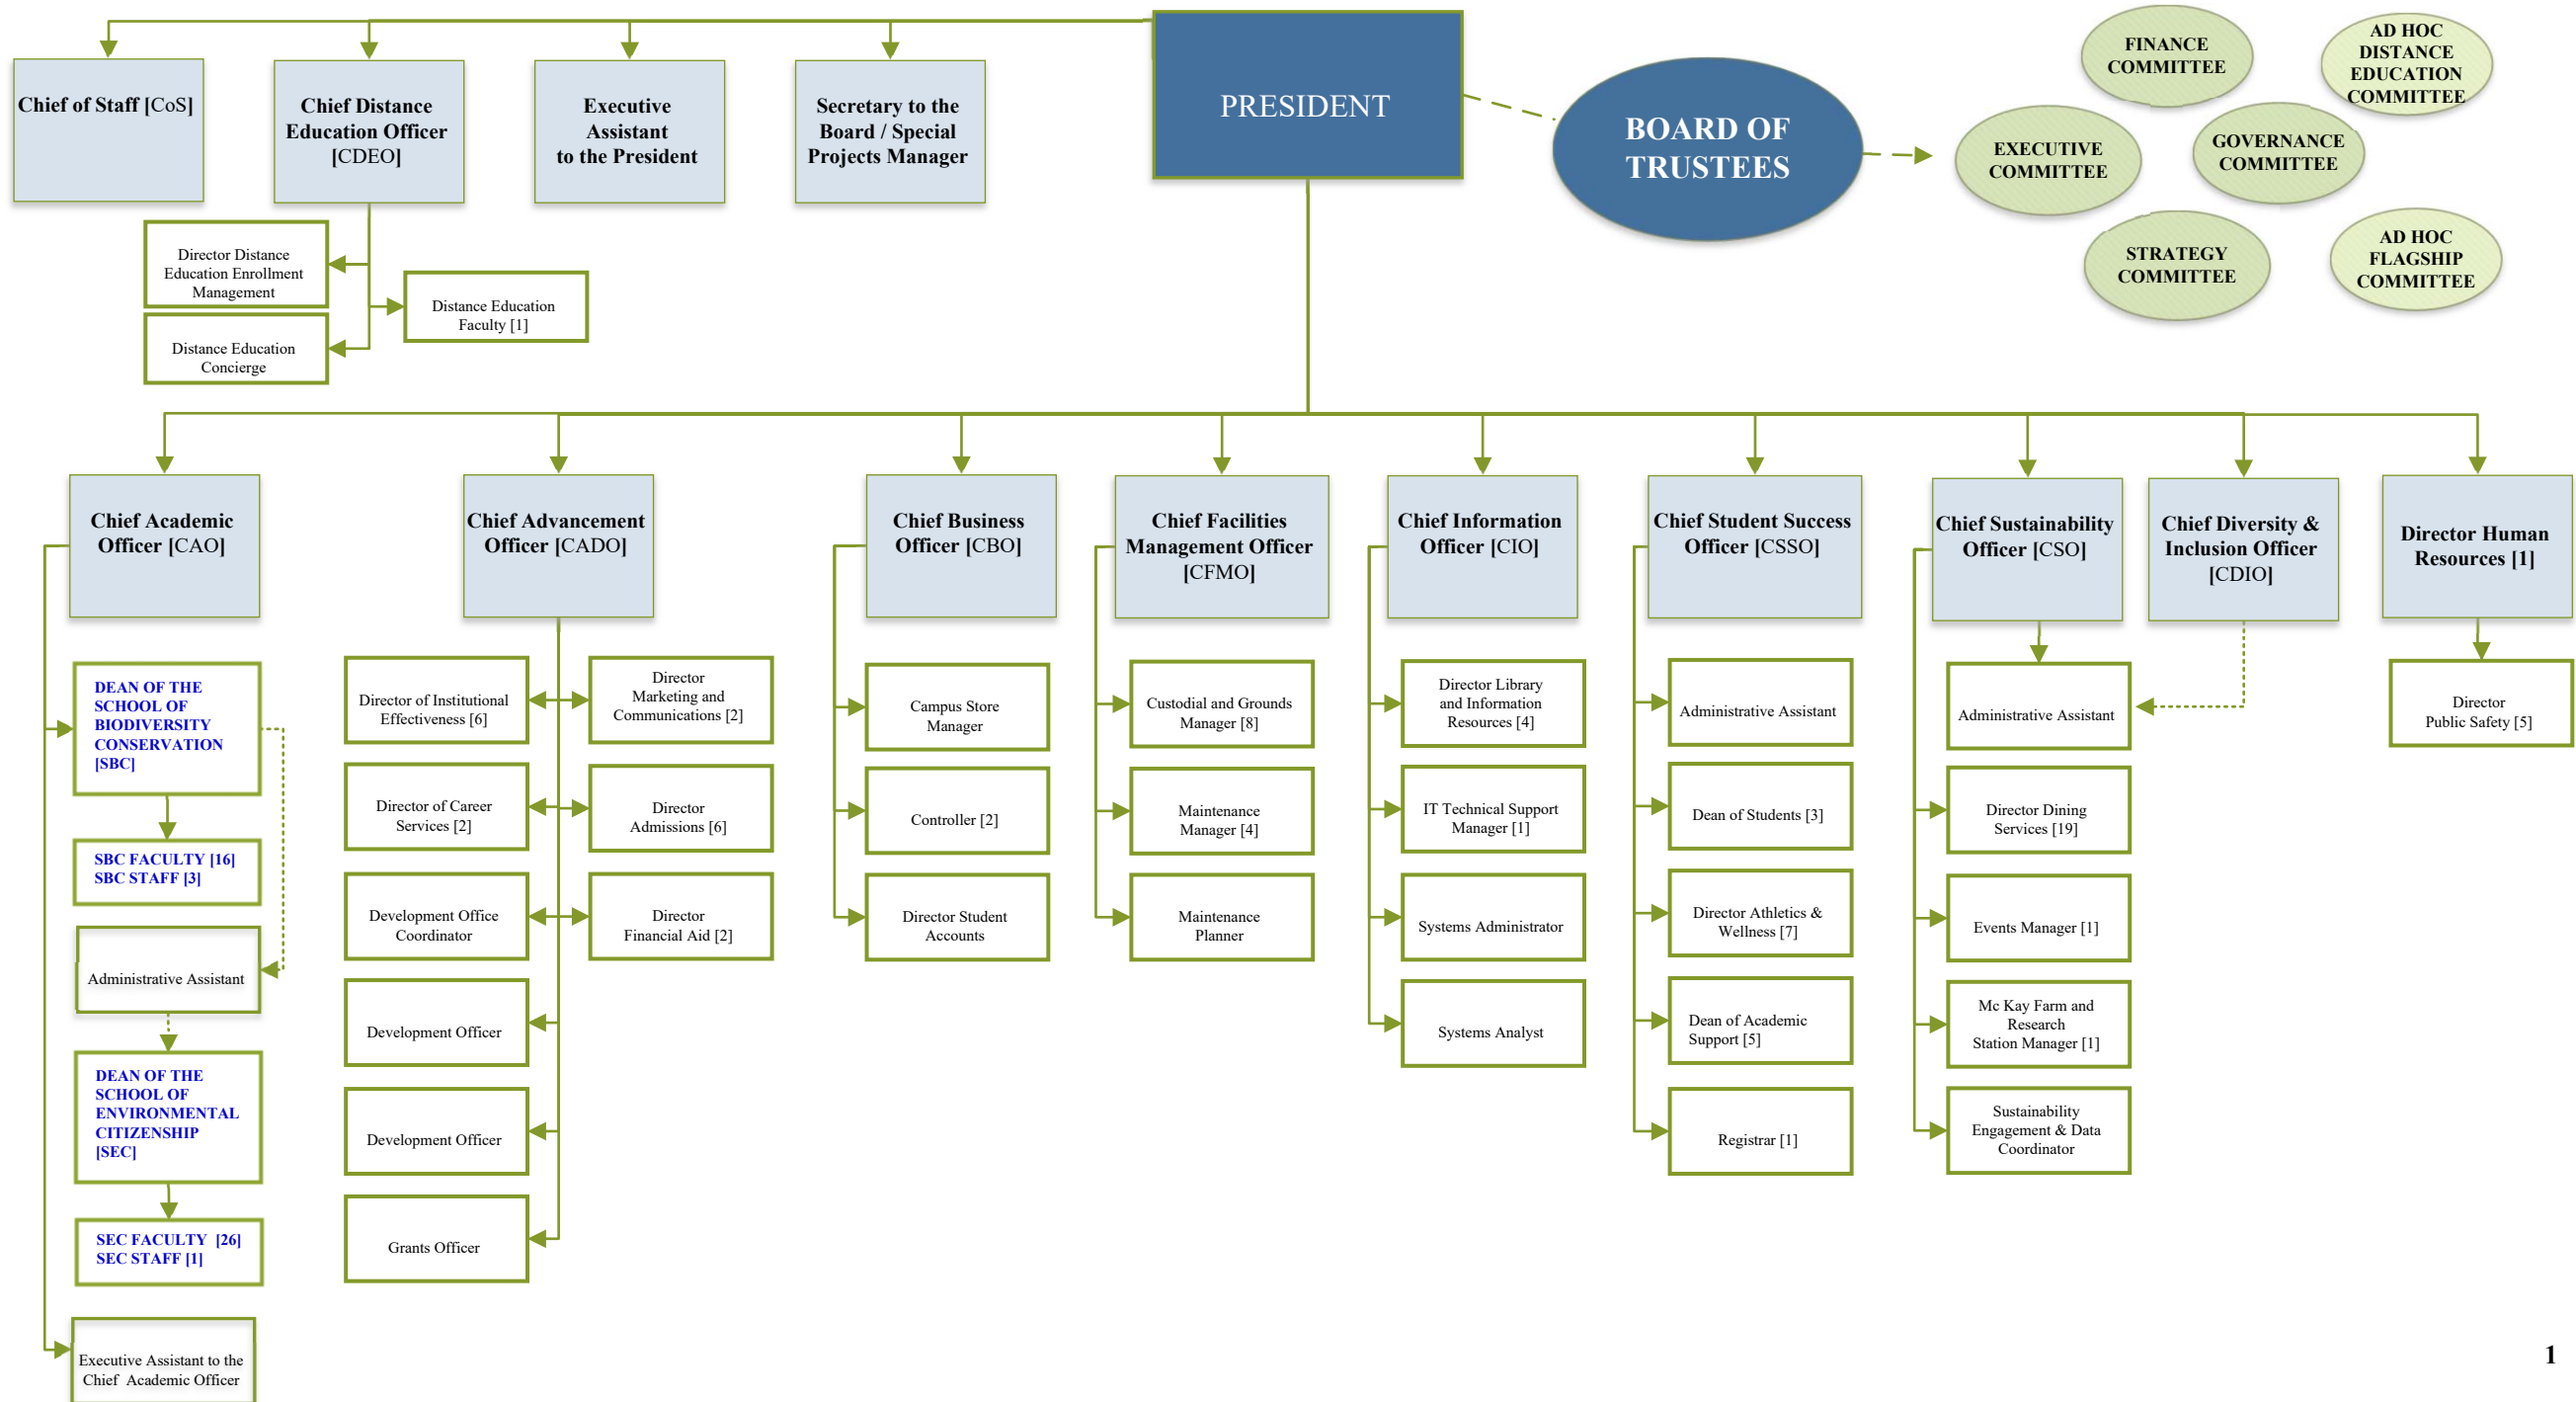 Chief of Staff [CoS]
Chief Distance
Education Officer
[CDEO]
Executive
Assistant
to the President
Secretary to the
Board / Special
Projects Manager
PRESIDENT
BOARD OF
TRUSTEES
FINANCE
COMMITTEE
AD HOC
DISTANCE
EDUCATION
COMMITTEE
EXECUTIVE
COMMITTEE
GOVERNANCE
COMMITTEE
STRATEGY
COMMITTEE
AD HOC
FLAGSHIP
COMMITTEE
Director Distance
Education Enrollment
Management
Distance Education
Faculty [1]
Distance Education
Concierge
Chief Academic
Officer [CAO]
Chief Advancement
Officer [CADO]
Chief Business
Officer [CBO]
Chief Facilities
Management Officer
[CFMO]
Chief Information
Officer [CIO]
Chief Student Success
Officer [CSSO]
Chief Sustainability
Officer [CSO]
Chief Diversity &
Inclusion Officer
[CDIO]
Director Human
Resources [1]
DEAN OF THE
SCHOOL OF
BIODIVERSITY
CONSERVATION
[SBC]
SBC FACULTY [16]
SBC STAFF [3]
Administrative Assistant
DEAN OF THE
SCHOOL OF
ENVIRONMENTAL
CITIZENSHIP
[SEC]
SEC FACULTY [26]
SEC STAFF [1]
Executive Assistant to the
Chief Academic Officer
Director of Institutional
Effectiveness [6]
Director of Career
Services [2]
Development Office
Coordinator
Development Officer
Development Officer
Grants Officer
Director
Marketing and
Communications [2]
Director
Admissions [6]
Director
Financial Aid [2]
Campus Store
Manager
Controller [2]
Director Student
Accounts
Custodial and Grounds
Manager [8]
Maintenance
Manager [4]
Maintenance
Planner
Director Library
and Information
Resources [4]
IT Technical Support
Manager [1]
Systems Administrator
Systems Analyst
Administrative Assistant
Dean of Students [3]
Director Athletics &
Wellness [7]
Dean of Academic
Support [5]
Registrar [1]
Administrative Assistant
Director Dining
Services [19]
Events Manager [1]
Mc Kay Farm and
Research
Station Manager [1]
Sustainability
Engagement & Data
Coordinator
Director
Public Safety [5]
1